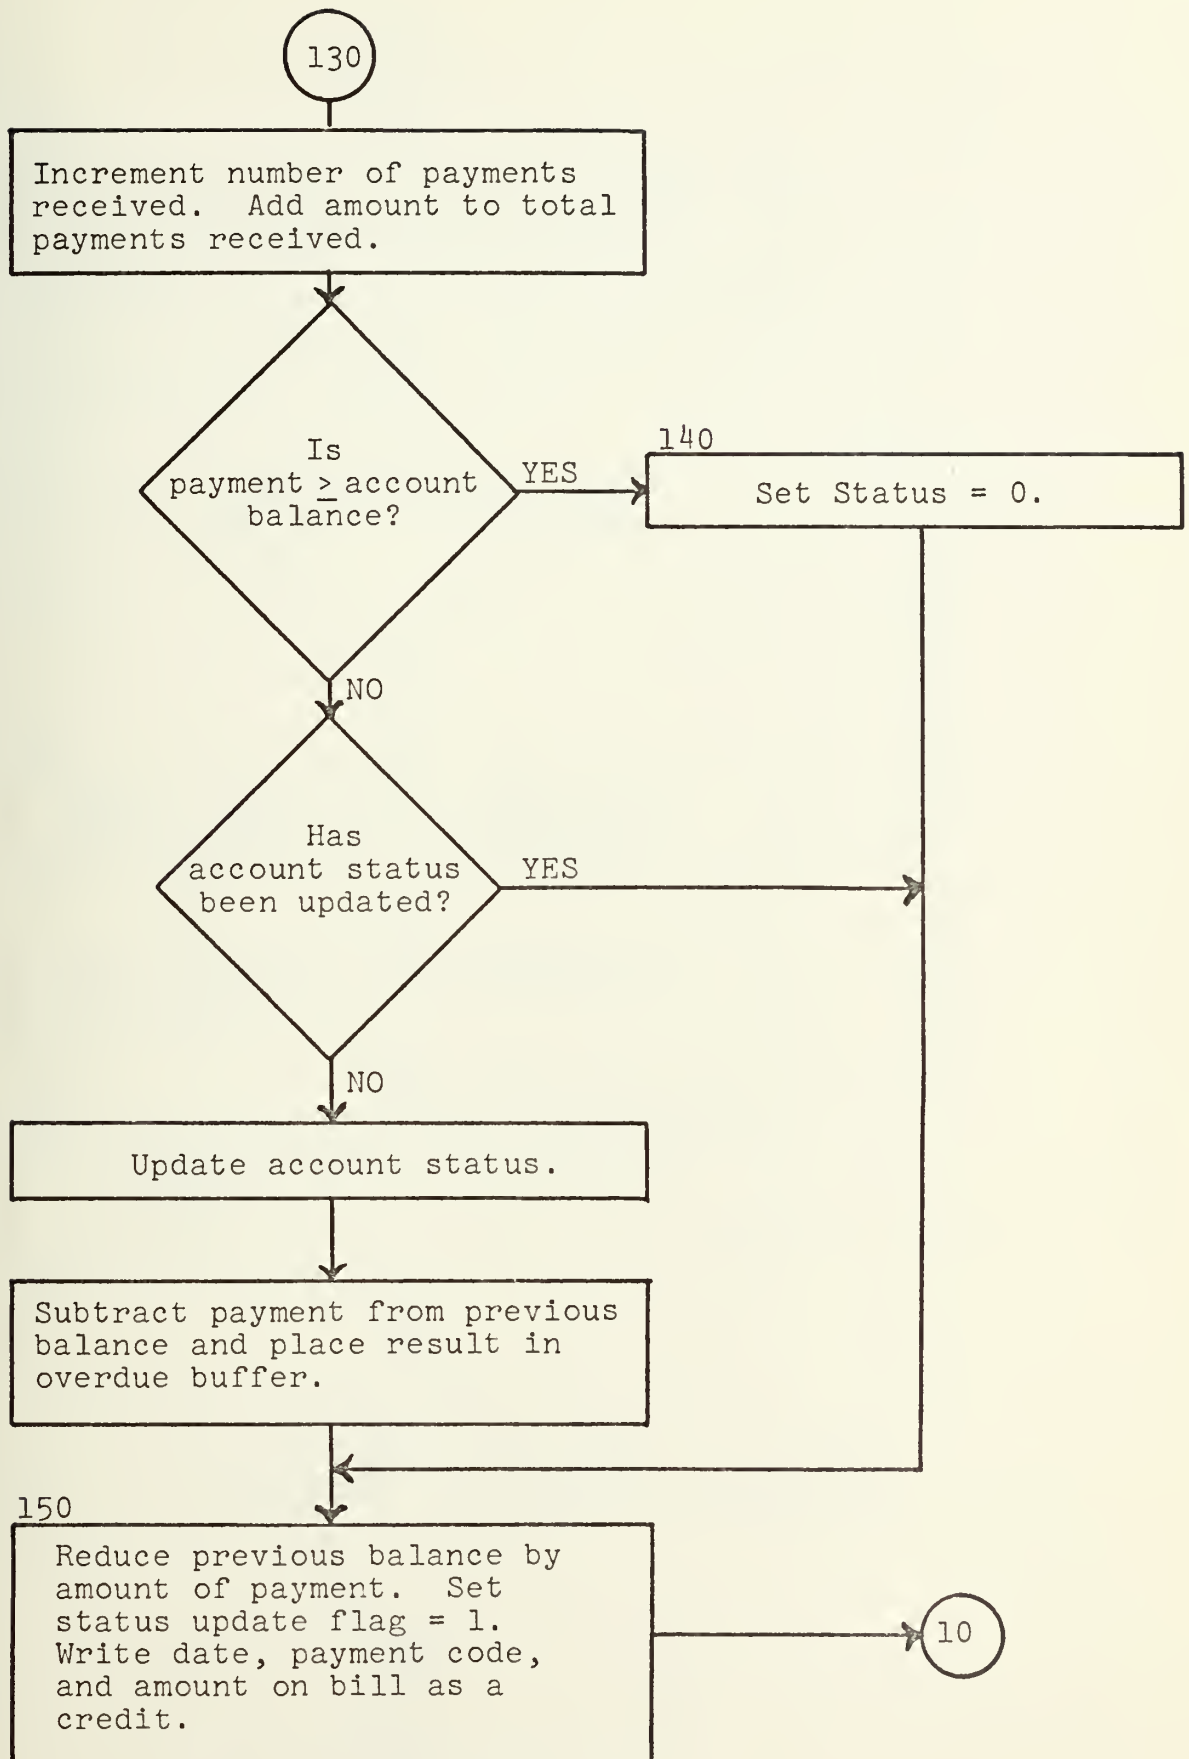 130
Increment number of payments
received. Add amount to total
payments received.
Is
payment ≥ account
balance?
YES
140
Set Status = 0.
NO
Has
account status
been updated?
YES
NO
Update account status.
Subtract payment from previous
balance and place result in
overdue buffer.
150
Reduce previous balance by
amount of payment. Set
status update flag = 1.
Write date, payment code,
and amount on bill as a
credit.
10